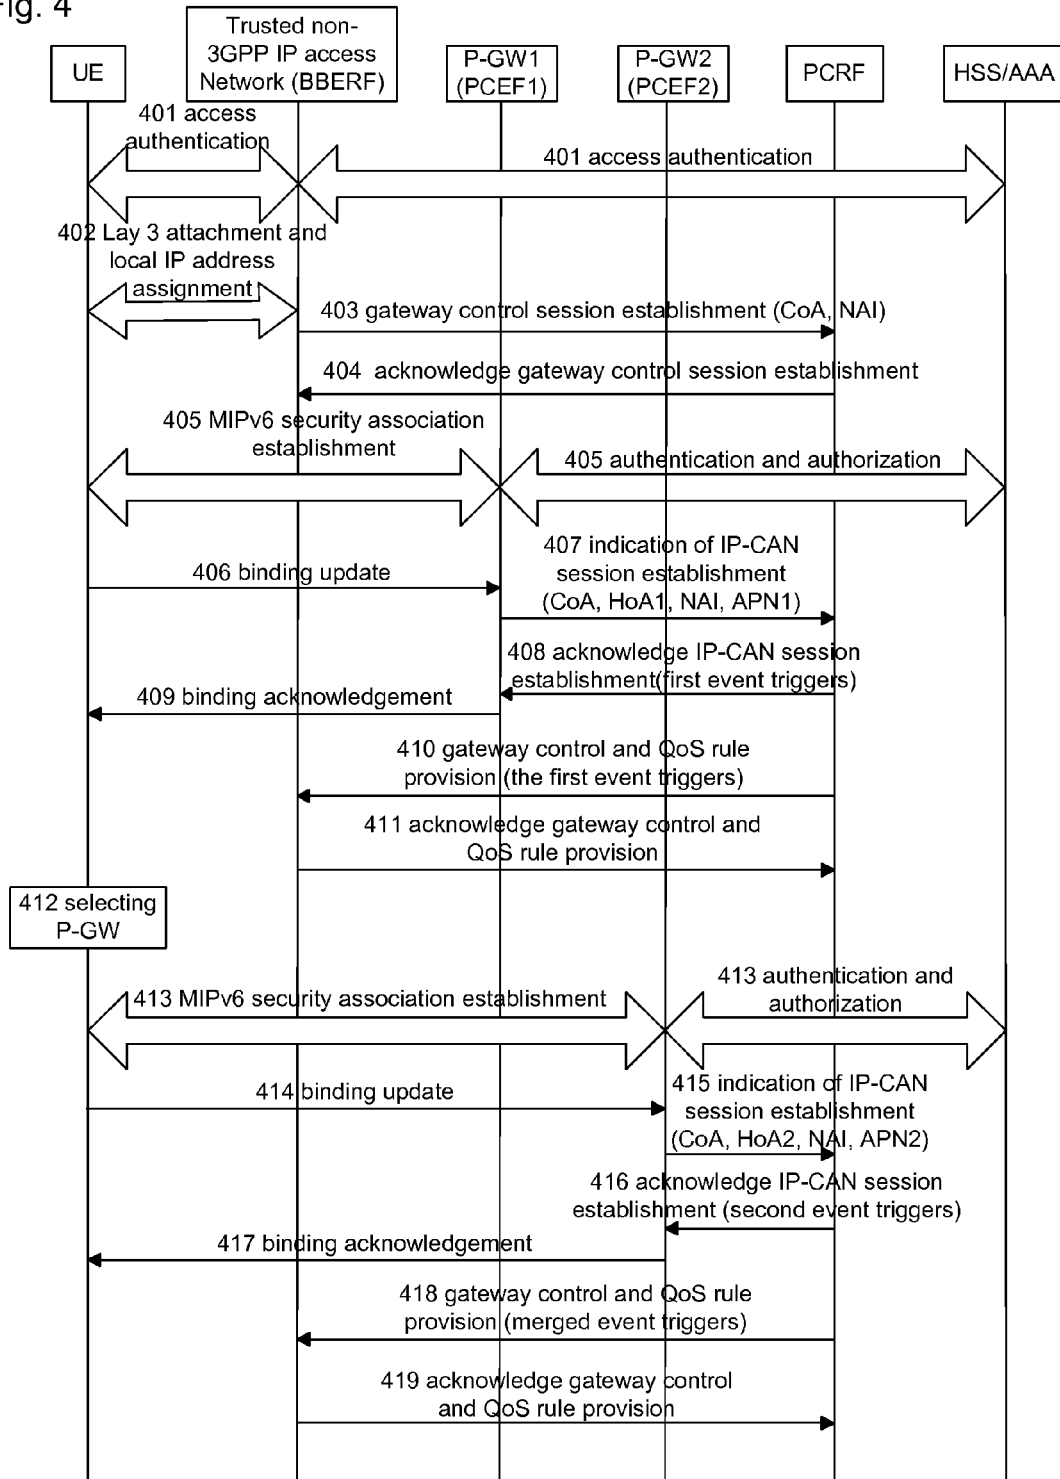 Fig. 4
UE
Trusted non-
3GPP IP access
Network (BBERF)
P-GW1
(PCEF1)
P-GW2
(PCEF2)
PCRF
HSS/AAA
401 access
authentication
401 access authentication
402 Lay 3 attachment and
local IP address
assignment
403 gateway control session establishment (CoA, NAI)
404 acknowledge gateway control session establishment
405 MIPv6 security association
establishment
405 authentication and authorization
406 binding update
407 indication of IP-CAN
session establishment
(CoA, HoA1, NAI, APN1)
408 acknowledge IP-CAN session
establishment(first event triggers)
409 binding acknowledgement
410 gateway control and QoS rule
provision (the first event triggers)
411 acknowledge gateway control and
QoS rule provision
412 selecting
P-GW
413 MIPv6 security association establishment
413 authentication and
authorization
414 binding update
415 indication of IP-CAN
session establishment
(CoA, HoA2, NAI, APN2)
416 acknowledge IP-CAN session
establishment (second event triggers)
417 binding acknowledgement
418 gateway control and QoS rule
provision (merged event triggers)
419 acknowledge gateway control
and QoS rule provision